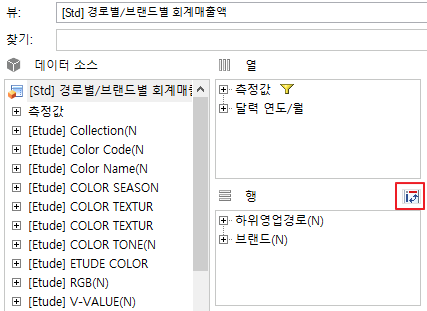 뷰: [Std] 경로별/브랜드별 회계매출액
찾기:
데이터 소스
[Std] 경로별/브랜드별 회계매출
측정값
[Etude] Collection(N
[Etude] Color Code(N
[Etude] Color Name(N
[Etude] COLOR SEASON
[Etude] COLOR TEXTUR
[Etude] COLOR TEXTUR
[Etude] COLOR TONE(N
[Etude] ETUDE COLOR
[Etude] RGB(N)
[Etude] V-VALUE(N)
열
측정값
달력 연도/월
행
하위영업경로(N)
브랜드(N)